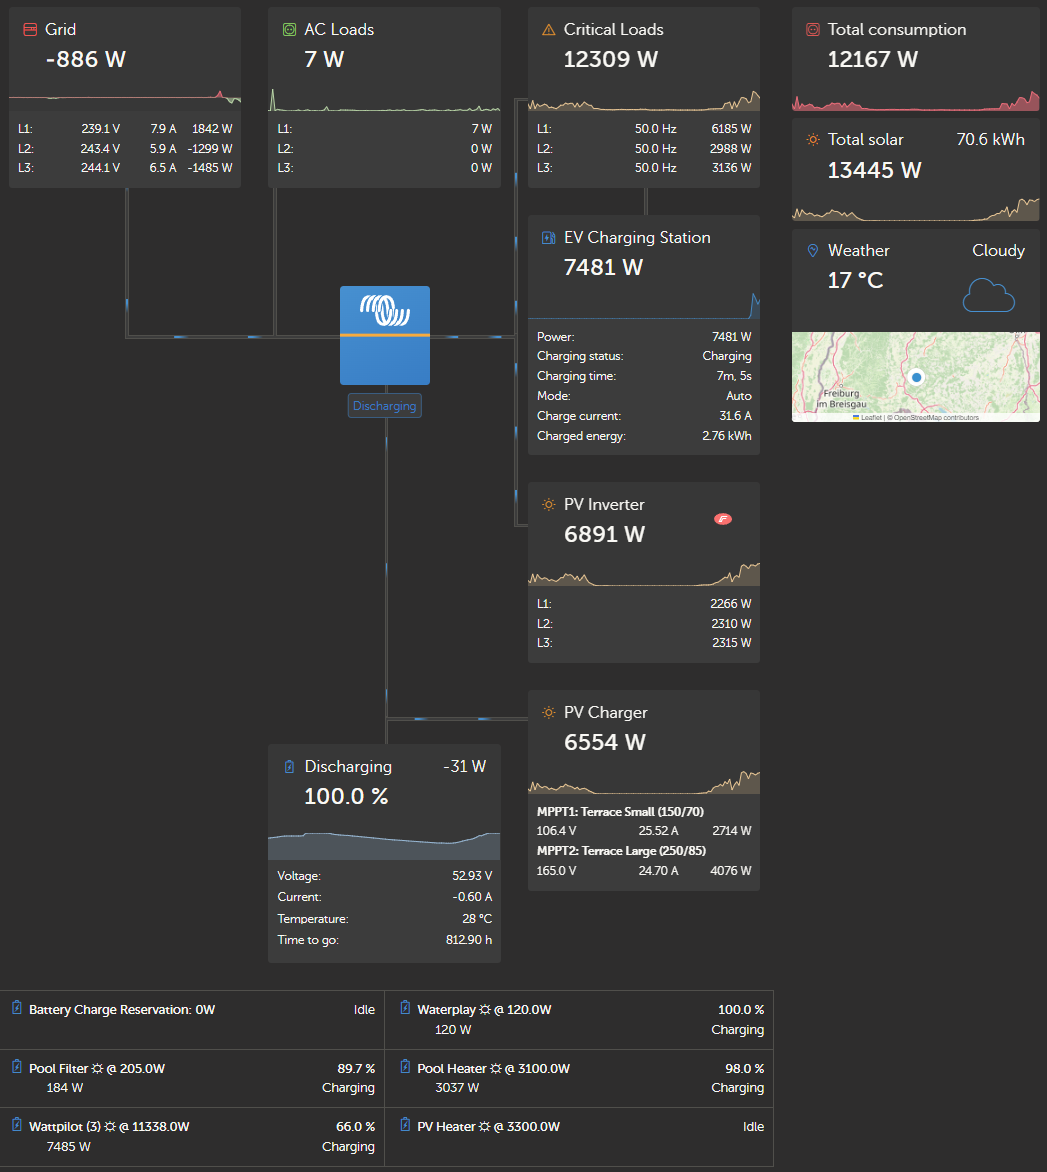 Grid
-886 W
L1: 239.1 V 7.9 A 1842 W
L2: 243.4 V 5.9 A -1299 W
L3: 244.1 V 6.5 A -1485 W
AC Loads
7 W
L1: 7 W
L2: 0 W
L3: 0 W
Critical Loads
12309 W
L1: 50.0 Hz 6185 W
L2: 50.0 Hz 2988 W
L3: 50.0 Hz 3136 W
Total consumption
12167 W
Total solar 70.6 kWh
13445 W
Weather Cloudy
17 °C
Freiburg
im Breisgau
Leaflet | © OpenStreetMap contributors
EV Charging Station
7481 W
Power: 7481 W
Charging status: Charging
Charging time: 7m, 5s
Mode: Auto
Charge current: 31.6 A
Charged energy: 2.76 kWh
Discharging
PV Inverter
6891 W
F
L1: 2266 W
L2: 2310 W
L3: 2315 W
PV Charger
6554 W
MPPT1: Terrace Small (150/70)
106.4 V 25.52 A 2714 W
MPPT2: Terrace Large (250/85)
165.0 V 24.70 A 4076 W
Discharging -31 W
100.0 %
Voltage: 52.93 V
Current: -0.60 A
Temperature: 28 °C
Time to go: 812.90 h
Battery Charge Reservation: 0W Idle
Waterplay @ 120.0W 100.0 %
120 W Charging
Pool Filter @ 205.0W 89.7 %
184 W Charging
Pool Heater @ 3100.0W 98.0 %
3037 W Charging
Wattpilot (3) @ 11338.0W 66.0 %
7485 W Charging
PV Heater @ 3300.0W Idle